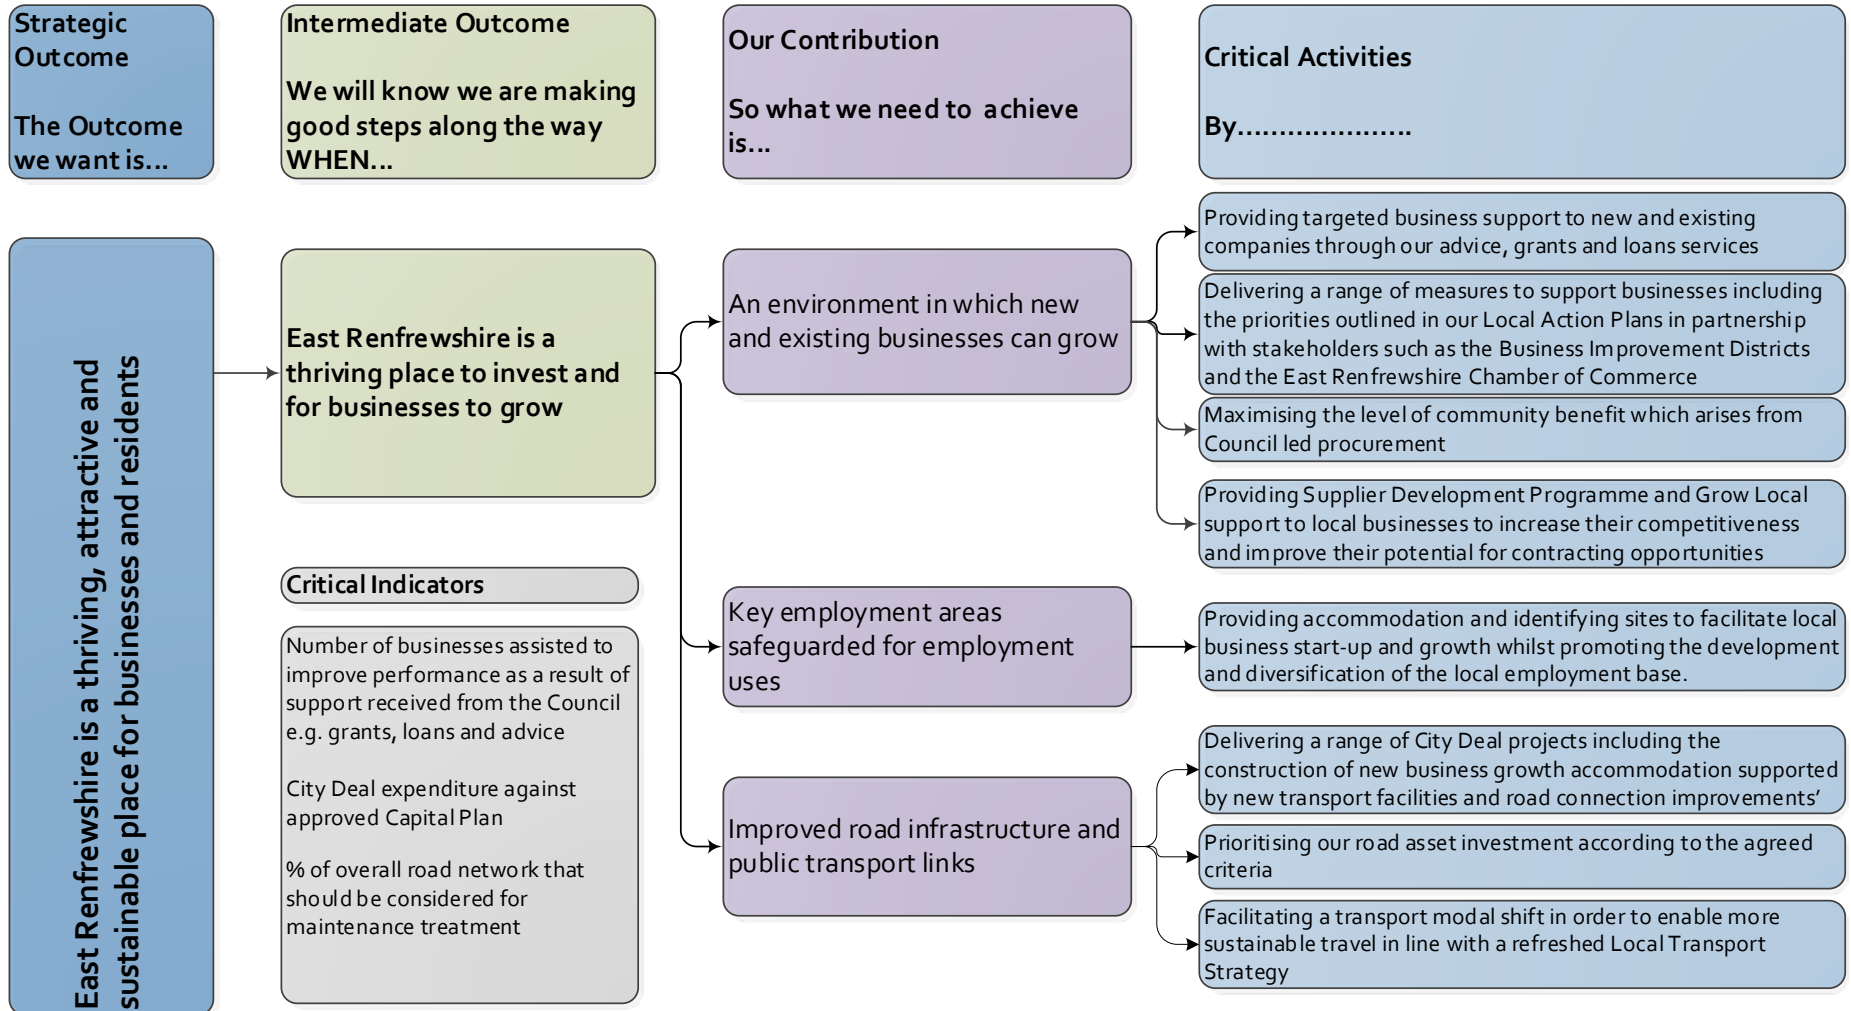 Strategic
Outcome
The Outcome
we want is...
Intermediate Outcome
We will know we are making
good steps along the way
WHEN...
Our Contribution
So what we need to achieve
is...
Critical Activities
By.....................
East Renfrewshire is a thriving, attractive and
sustainable place for businesses and residents
East Renfrewshire is a
thriving place to invest and
for businesses to grow
Critical Indicators
Number of businesses assisted to
improve performance as a result of
support received from the Council
e.g. grants, loans and advice
City Deal expenditure against
approved Capital Plan
% of overall road network that
should be considered for
maintenance treatment
An environment in which new
and existing businesses can grow
Key employment areas
safeguarded for employment
uses
Improved road infrastructure and
public transport links
Providing targeted business support to new and existing
companies through our advice, grants and loans services
Delivering a range of measures to support businesses including
the priorities outlined in our Local Action Plans in partnership
with stakeholders such as the Business Improvement Districts
and the East Renfrewshire Chamber of Commerce
Maximising the level of community benefit which arises from
Council led procurement
Providing Supplier Development Programme and Grow Local
support to local businesses to increase their competitiveness
and improve their potential for contracting opportunities
Providing accommodation and identifying sites to facilitate local
business start-up and growth whilst promoting the development
and diversification of the local employment base.
Delivering a range of City Deal projects including the
construction of new business growth accommodation supported
by new transport facilities and road connection improvements’
Prioritising our road asset investment according to the agreed
criteria
Facilitating a transport modal shift in order to enable more
sustainable travel in line with a refreshed Local Transport
Strategy